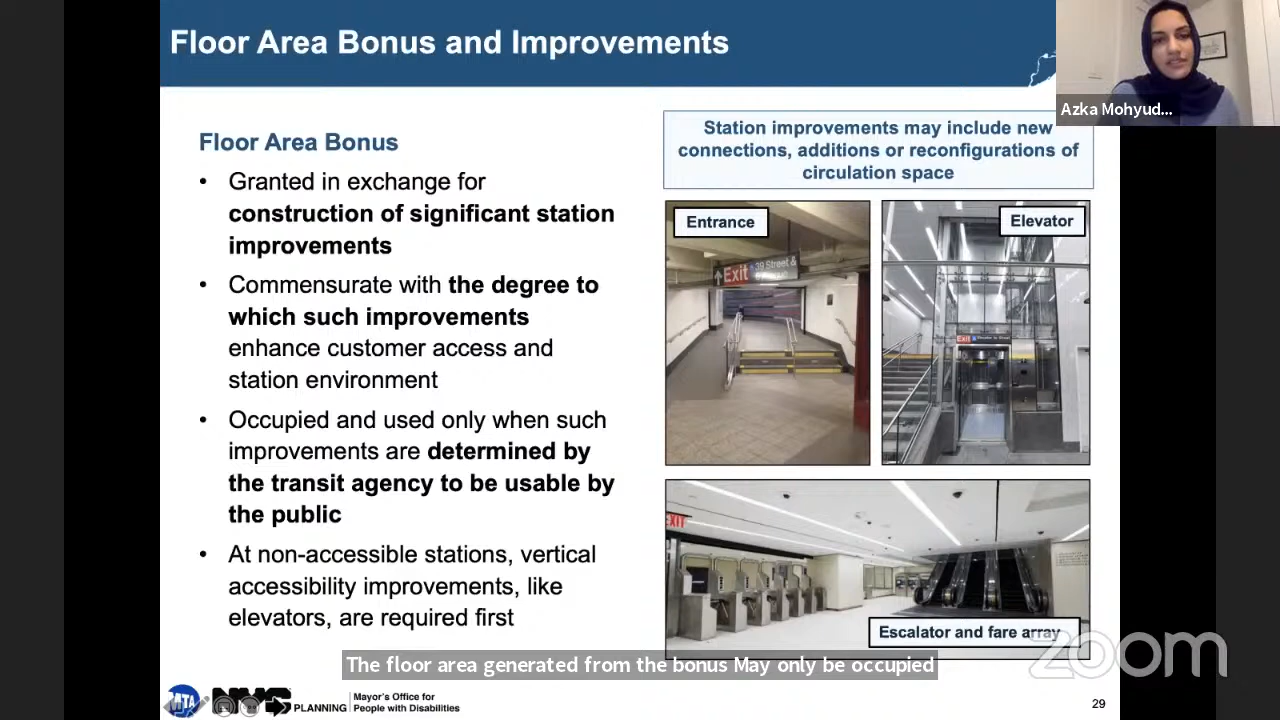 Floor Area Bonus and Improvements
Azka Mohyud...
Floor Area Bonus
• Granted in exchange for
construction of significant station
improvements
• Commensurate with the degree to
which such improvements
enhance customer access and
station environment
• Occupied and used only when such
improvements are determined by
the transit agency to be usable by
the public
• At non-accessible stations, vertical
accessibility improvements, like
elevators, are required first
Station improvements may include new
connections, additions or reconfigurations of
circulation space
Entrance
Exit 39 Street &
Elevator
Exit
EXIT
Escalator and fare array
The floor area generated from the bonus May only be occupied
zoom
MTA
NYC
PLANNING
Mayor's Office for
People with Disabilities
29